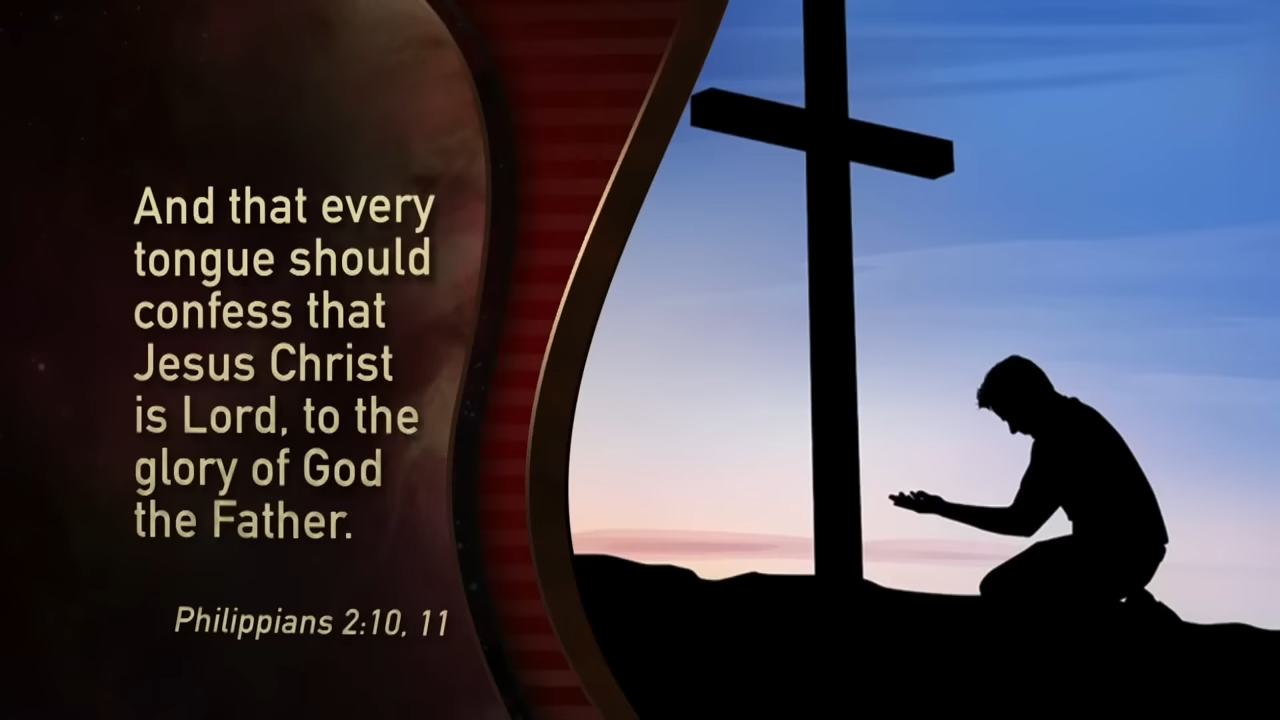 And that every
tongue should
confess that
Jesus Christ
is Lord, to the
glory of God
the Father.
Philippians 2:10, 11